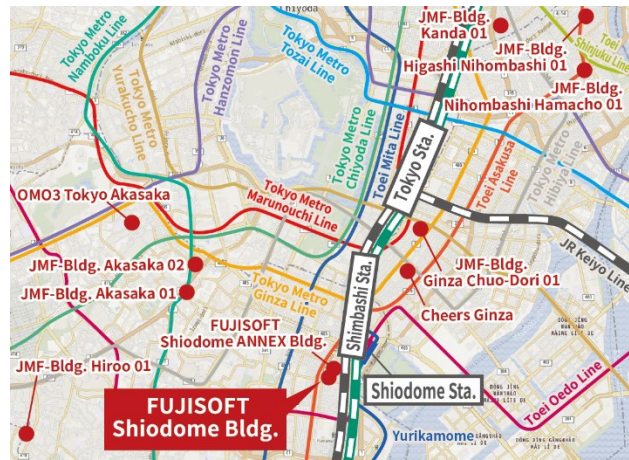 JMF-Bldg.
Kanda 01
JMF-Bldg.
Higashi Nihombashi 01
JMF-Bldg.
Nihombashi Hamacho 01
Toei
Shinjuku Line
Tokyo Metro
Namboku Line
Tokyo Metro
Yurakucho Line
Tokyo Metro
Hanzomon Line
Tokyo Metro
Tozai Line
Tokyo Metro
Chiyoda Line
Toei Mita Line
Tokyo Sta.
Toei Asakusa
Line
Tokyo Metro
Hibiya Line
OMO3 Tokyo Akasaka
Tokyo Metro
Marunouchi Line
JR Keiyo Line
JMF-Bldg. Akasaka 02
JMF-Bldg. Akasaka 01
Tokyo Metro
Ginza Line
JMF-Bldg.
Ginza Chuo-Dori 01
Cheers Ginza
Shimbashi Sta.
FUJISOFT
Shiodome ANNEX Bldg.
JMF-Bldg. Hiroo 01
FUJISOFT
Shiodome Bldg.
Shiodome Sta.
Toei Oedo Line
Yurikamome